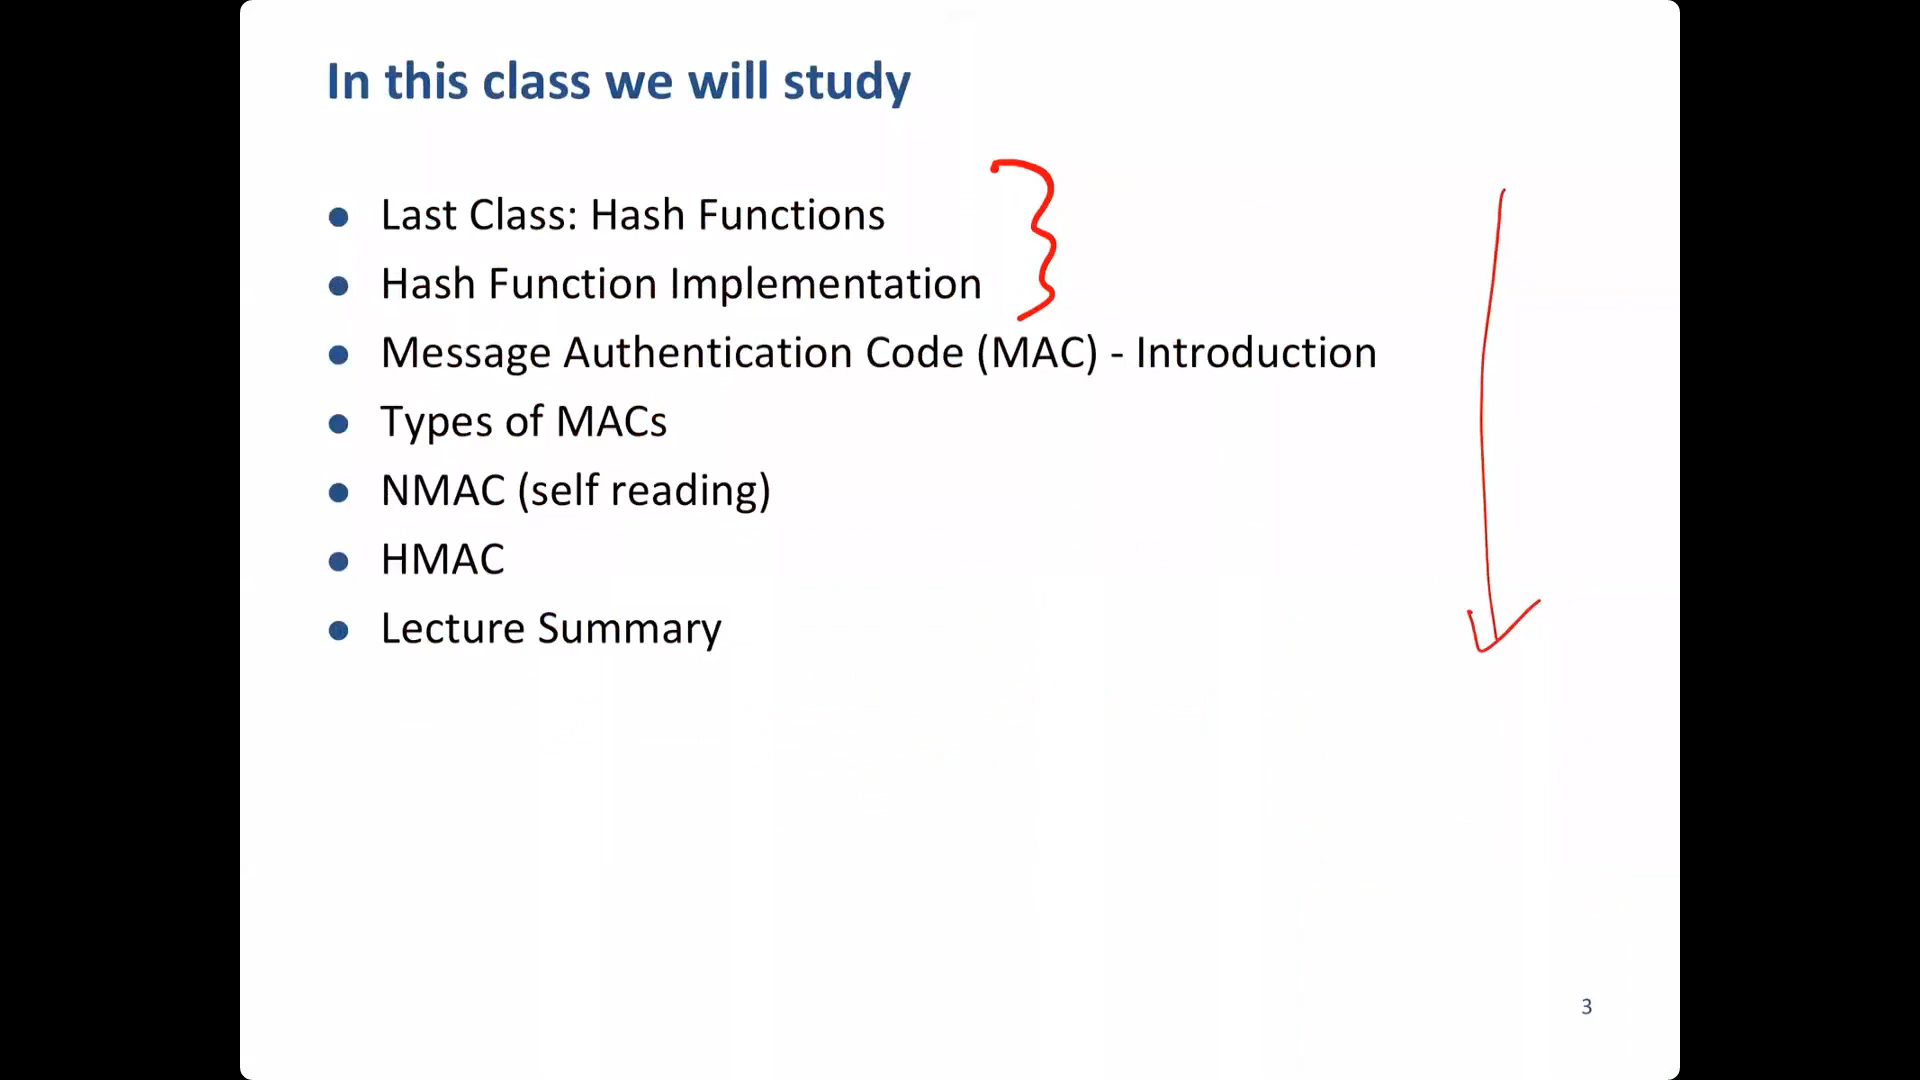 In this class we will study
● Last Class: Hash Functions
● Hash Function Implementation
● Message Authentication Code (MAC) - Introduction
● Types of MACs
● NMAC (self reading)
● HMAC
● Lecture Summary
3